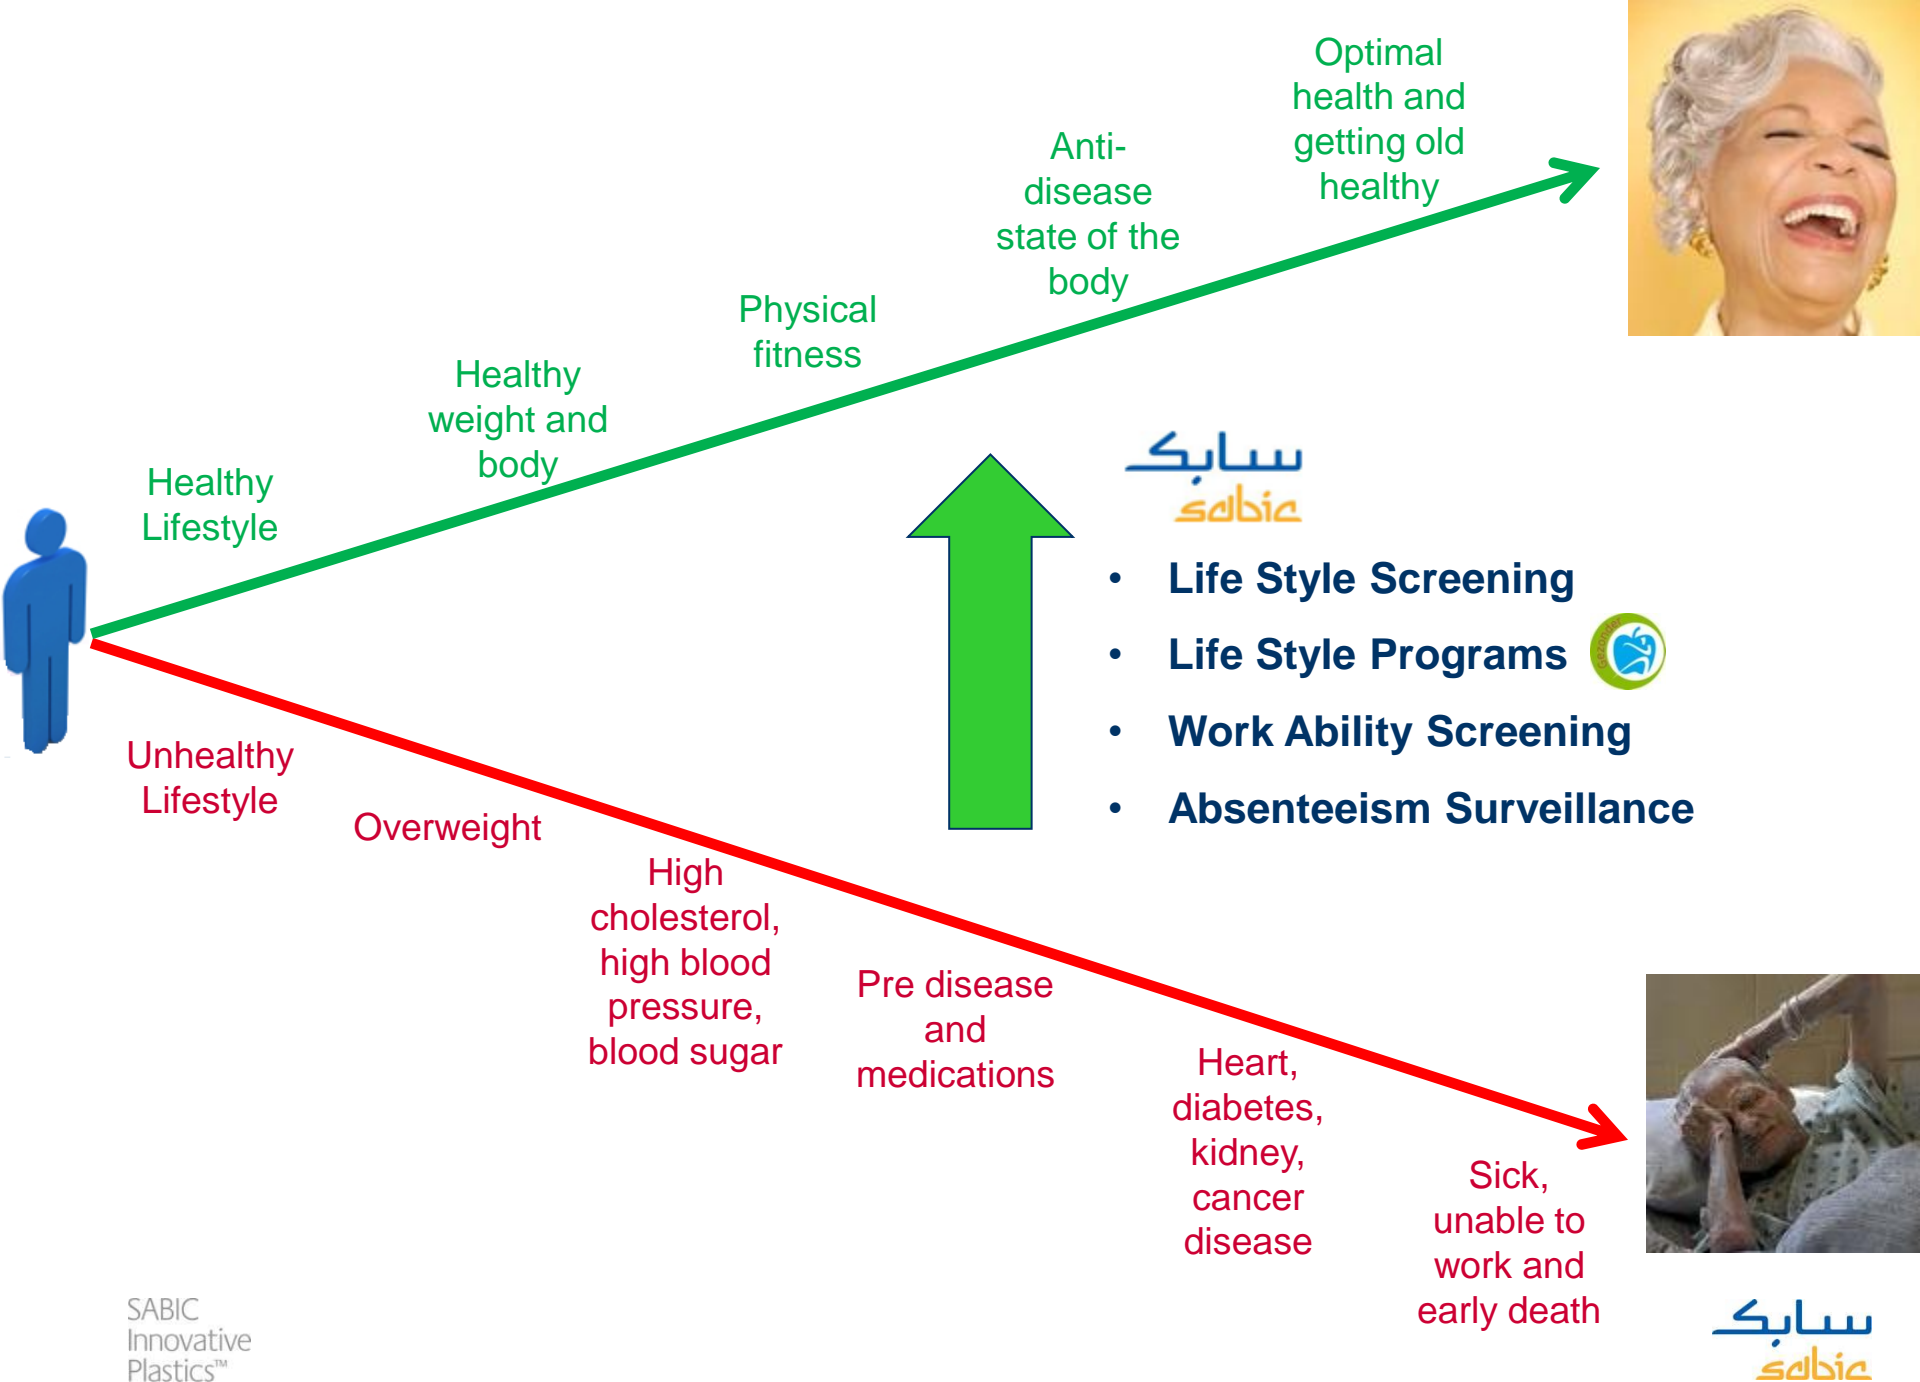 Optimal
health and
getting old
healthy
Anti-
disease
state of the
body
Physical
fitness
Healthy
weight and
body
Healthy
Lifestyle
سابك
sabic
• Life Style Screening
• Life Style Programs
Gezonder
• Work Ability Screening
• Absenteeism Surveillance
Unhealthy
Lifestyle
Overweight
High
cholesterol,
high blood
pressure,
blood sugar
Pre disease
and
medications
Heart,
diabetes,
kidney,
cancer
disease
Sick,
unable to
work and
early death
SABIC
Innovative
Plastics™
سابك
sabic